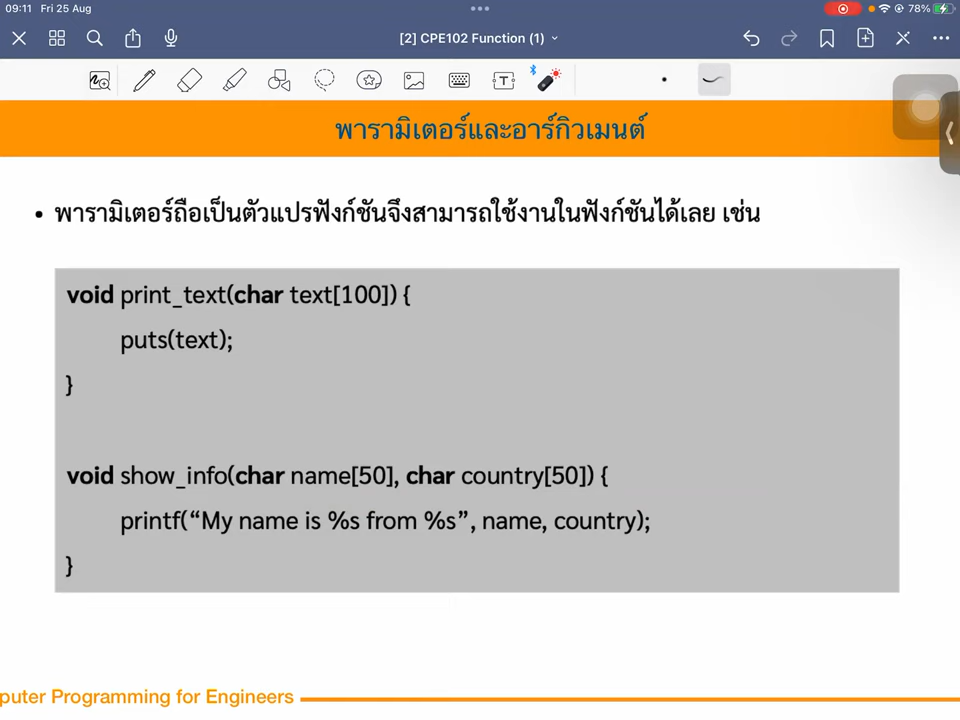 09:11 Fri 25 Aug
78%
[2] CPE102 Function (1)
T
พารามิเตอร์และอาร์กิวเมนต์
• พารามิเตอร์ถือเป็นตัวแปรฟังก์ชันจึงสามารถใช้งานในฟังก์ชันได้เลย เช่น
void print_text(char text[100]) {
puts(text);
}
void show_info(char name[50], char country[50]) {
printf(“My name is %s from %s”, name, country);
}
puter Programming for Engineers